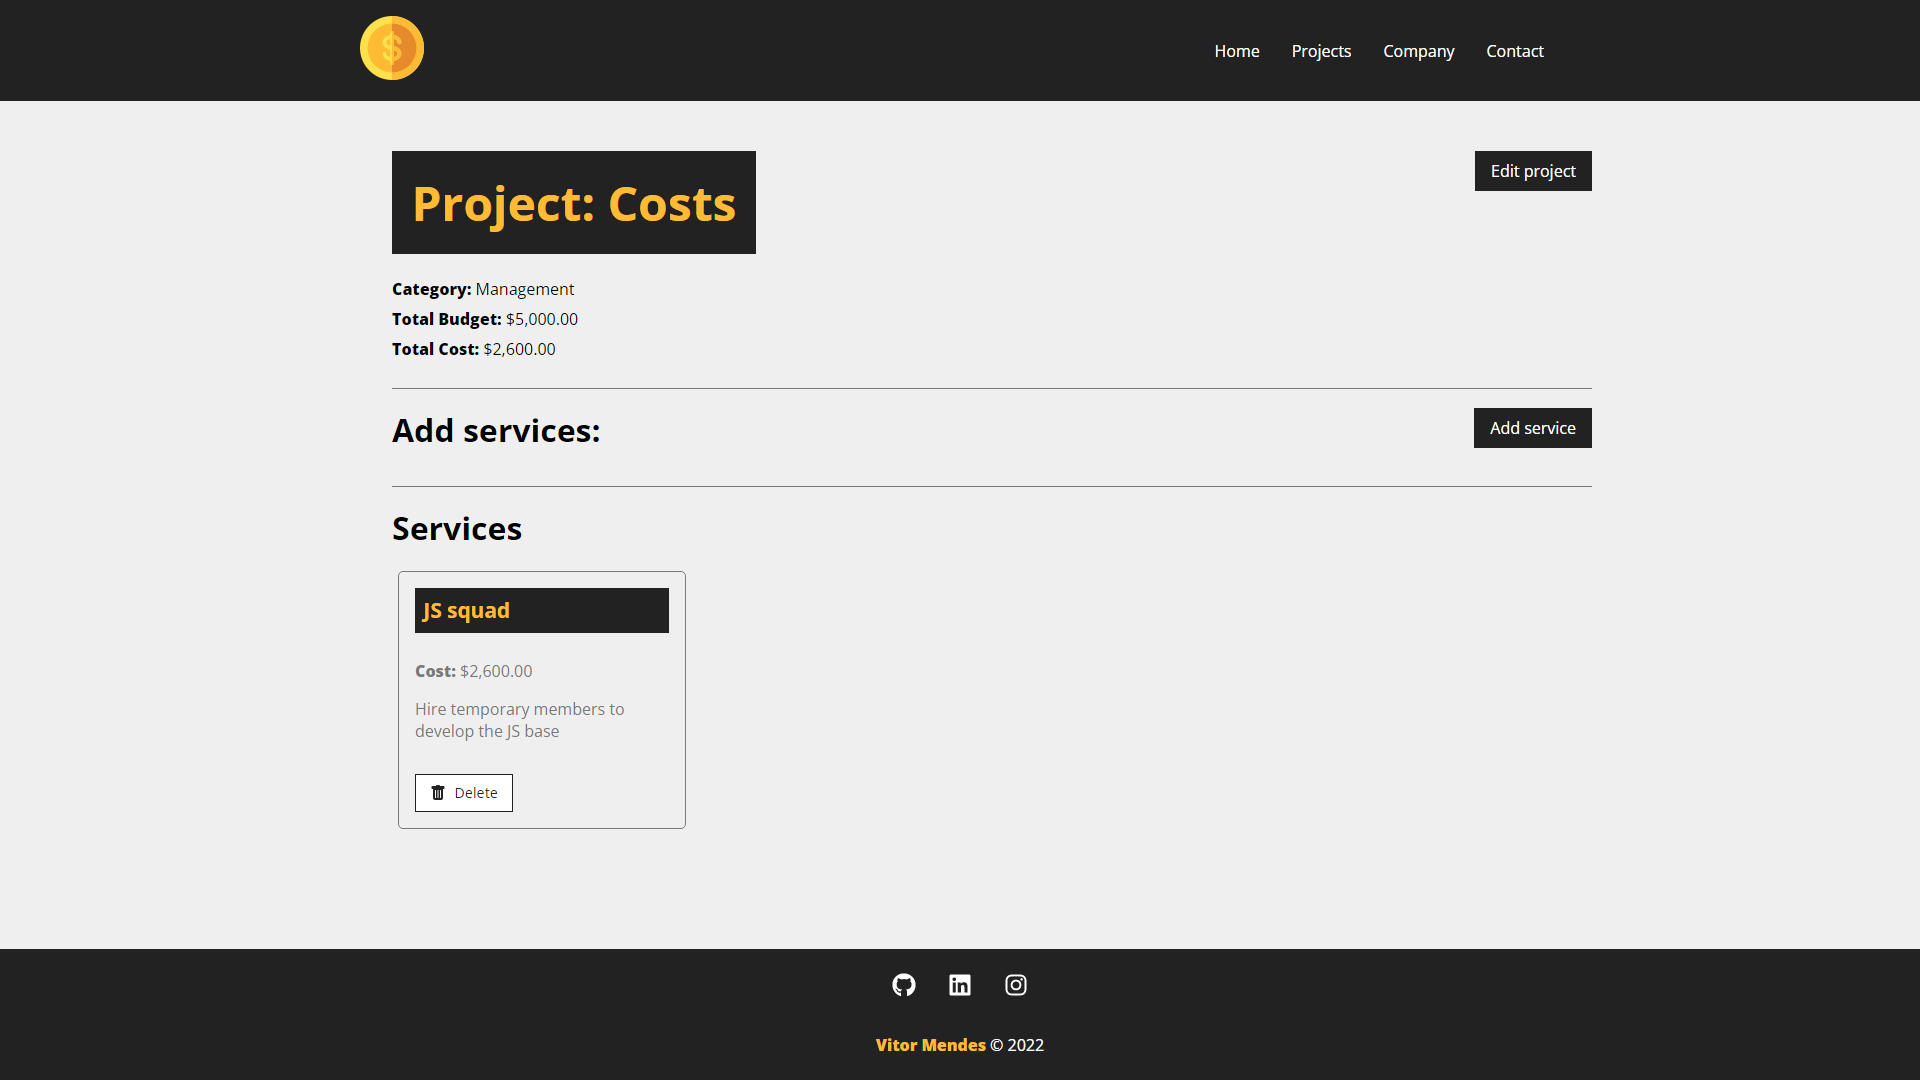 $
Home Projects Company Contact
Project: Costs
Edit project
Category: Management
Total Budget: $5,000.00
Total Cost: $2,600.00
Add services:
Add service
Services
JS squad
Cost: $2,600.00
Hire temporary members to
develop the JS base
Delete
in
Vitor Mendes © 2022